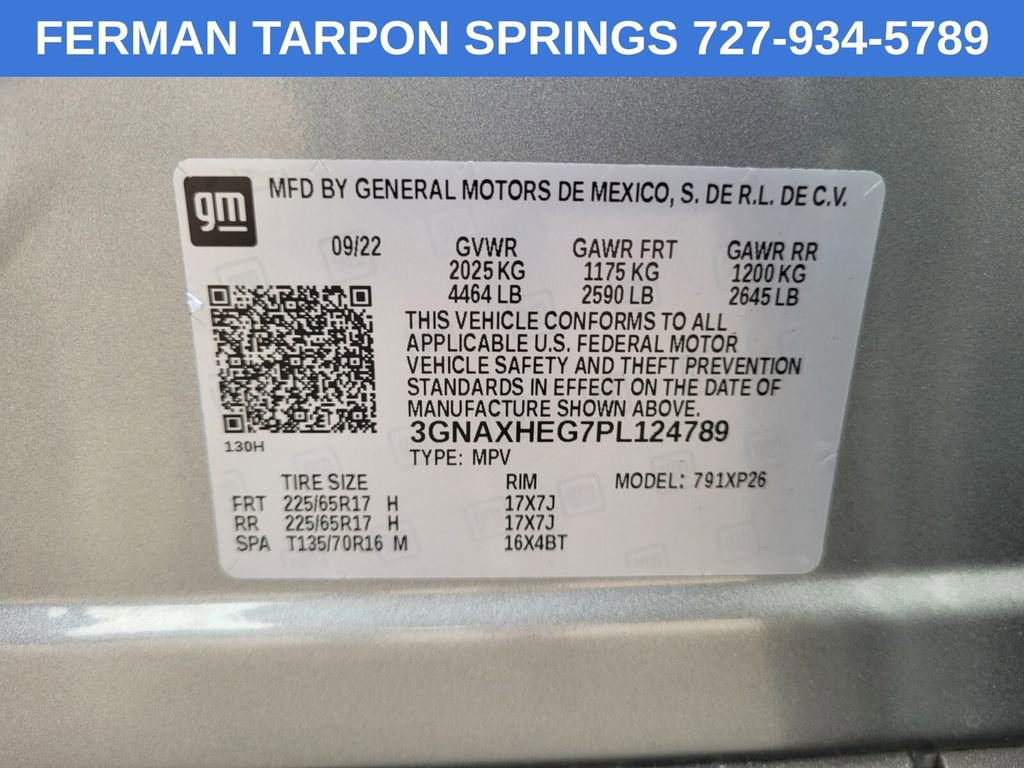 FERMAN TARPON SPRINGS 727-934-5789
gm
MFD BY GENERAL MOTORS DE MEXICO, S. DE R.L. DE C.V.
09/22 GVWR GAWR FRT GAWR RR
2025 KG 1175 KG 1200 KG
4464 LB 2590 LB 2645 LB
THIS VEHICLE CONFORMS TO ALL
APPLICABLE U.S. FEDERAL MOTOR
VEHICLE SAFETY AND THEFT PREVENTION
STANDARDS IN EFFECT ON THE DATE OF
MANUFACTURE SHOWN ABOVE.
3GNAXHEG7PL124789
130H
TYPE: MPV
TIRE SIZE RIM MODEL: 791XP26
FRT 225/65R17 H 17X7J
RR 225/65R17 H 17X7J
SPA T135/70R16 M 16X4BT